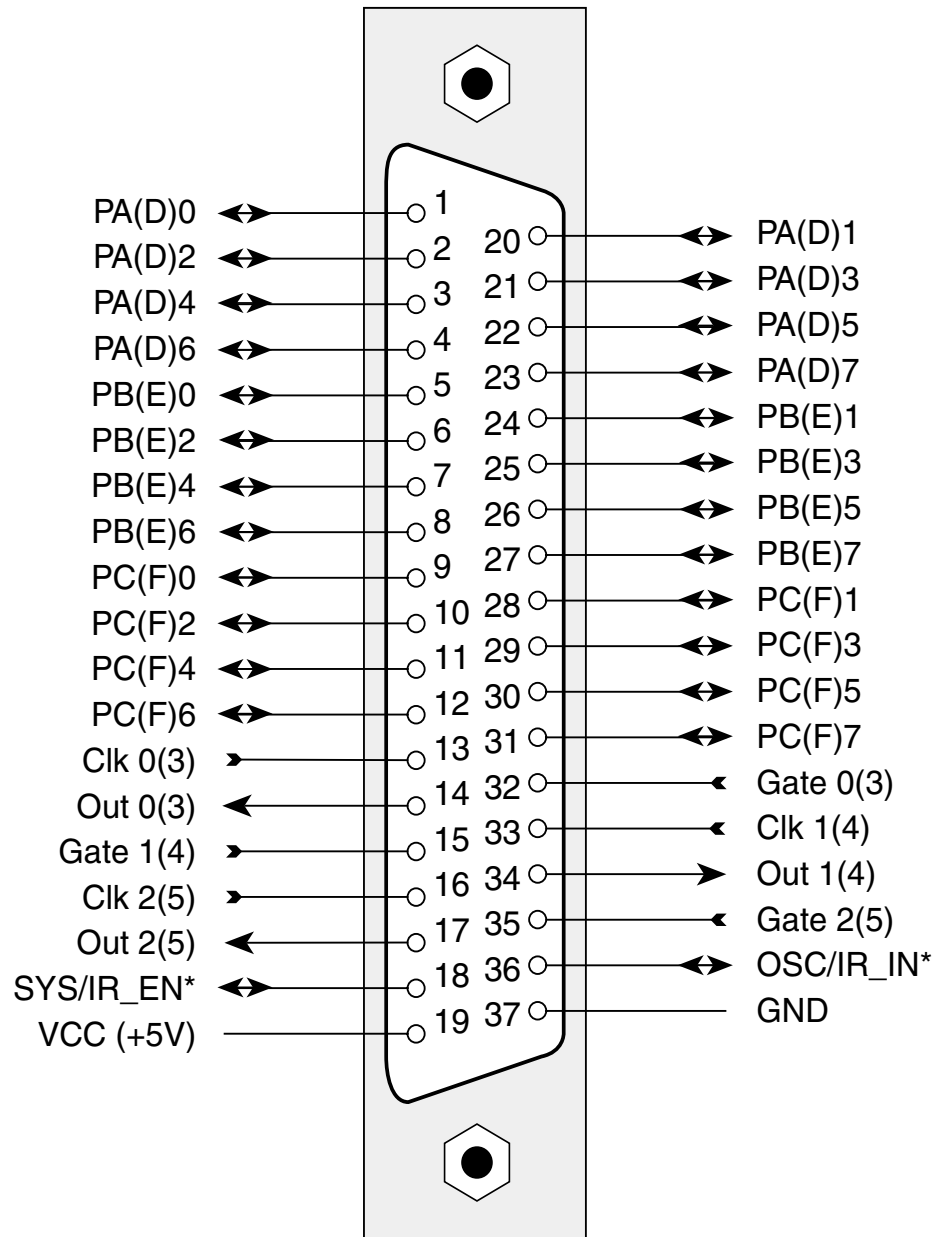 PA(D)0 1
20 PA(D)1
PA(D)2 2
21 PA(D)3
PA(D)4 3
22 PA(D)5
PA(D)6 4
23 PA(D)7
PB(E)0 5
24 PB(E)1
PB(E)2 6
25 PB(E)3
PB(E)4 7
26 PB(E)5
PB(E)6 8
27 PB(E)7
PC(F)0 9
28 PC(F)1
PC(F)2 10
29 PC(F)3
PC(F)4 11
30 PC(F)5
PC(F)6 12
31 PC(F)7
Clk 0(3) 13
32 Gate 0(3)
Out 0(3) 14
33 Clk 1(4)
Gate 1(4) 15
34 Out 1(4)
Clk 2(5) 16
35 Gate 2(5)
Out 2(5) 17
36 OSC/IR_IN*
SYS/IR_EN* 18
37 GND
VCC (+5V) 19